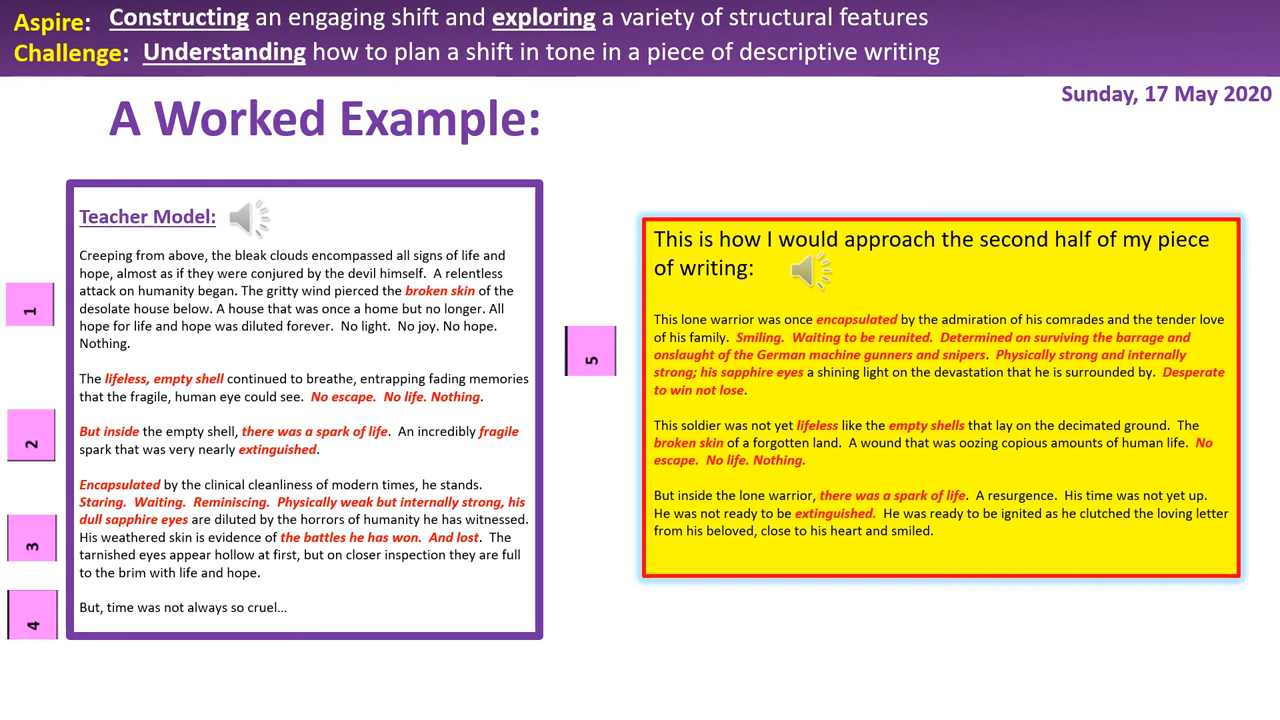 Aspire: Constructing an engaging shift and exploring a variety of structural features
Challenge: Understanding how to plan a shift in tone in a piece of descriptive writing
Sunday, 17 May 2020
A Worked Example:
Teacher Model:
Creeping from above, the bleak clouds encompassed all signs of life and
hope, almost as if they were conjured by the devil himself. A relentless
attack on humanity began. The gritty wind pierced the broken skin of the
desolate house below. A house that was once a home but no longer. All
hope for life and hope was diluted forever. No light. No joy. No hope.
Nothing.
The lifeless, empty shell continued to breathe, entrapping fading memories
that the fragile, human eye could see. No escape. No life. Nothing.
But inside the empty shell, there was a spark of life. An incredibly fragile
spark that was very nearly extinguished.
Encapsulated by the clinical cleanliness of modern times, he stands.
Staring. Waiting. Reminiscing. Physically weak but internally strong, his
dull sapphire eyes are diluted by the horrors of humanity he has witnessed.
His weathered skin is evidence of the battles he has won. And lost. The
tarnished eyes appear hollow at first, but on closer inspection they are full
to the brim with life and hope.
But, time was not always so cruel…
1
2
3
4
5
This is how I would approach the second half of my piece
of writing:
This lone warrior was once encapsulated by the admiration of his comrades and the tender love
of his family. Smiling. Waiting to be reunited. Determined on surviving the barrage and
onslaught of the German machine gunners and snipers. Physically strong and internally
strong; his sapphire eyes a shining light on the devastation that he is surrounded by. Desperate
to win not lose.
This soldier was not yet lifeless like the empty shells that lay on the decimated ground. The
broken skin of a forgotten land. A wound that was oozing copious amounts of human life. No
escape. No life. Nothing.
But inside the lone warrior, there was a spark of life. A resurgence. His time was not yet up.
He was not ready to be extinguished. He was ready to be ignited as he clutched the loving letter
from his beloved, close to his heart and smiled.